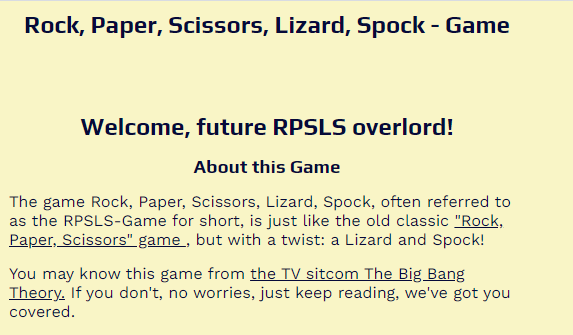 Rock, Paper, Scissors, Lizard, Spock - Game
Welcome, future RPSLS overlord!
About this Game
The game Rock, Paper, Scissors, Lizard, Spock, often referred to
as the RPSLS-Game for short, is just like the old classic "Rock,
Paper, Scissors" game , but with a twist: a Lizard and Spock!
You may know this game from the TV sitcom The Big Bang
Theory. If you don't, no worries, just keep reading, we've got you
covered.